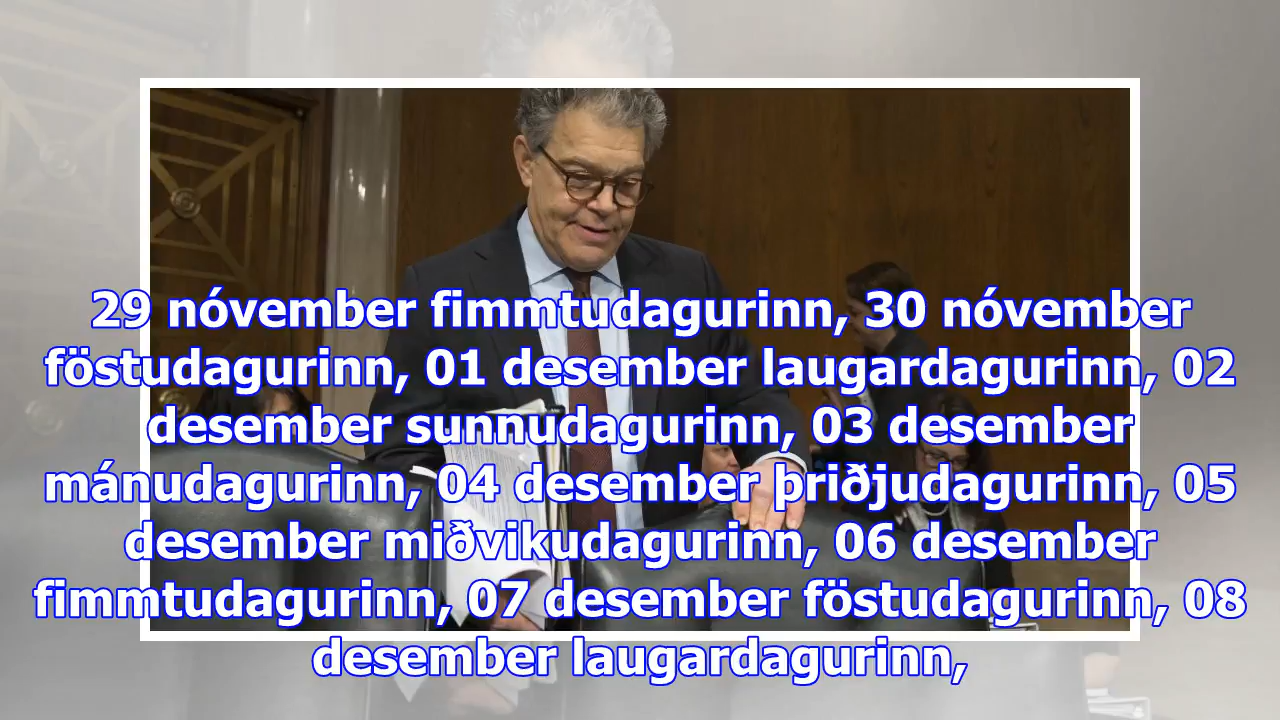 29 nóvember fimmtudagurinn, 30 nóvember
föstudagurinn, 01 desember laugardagurinn, 02
desember sunnudagurinn, 03 desember
mánudagurinn, 04 desember þriðjudagurinn, 05
desember miðvikudagurinn, 06 desember
fimmtudagurinn, 07 desember föstudagurinn, 08
desember laugardagurinn,